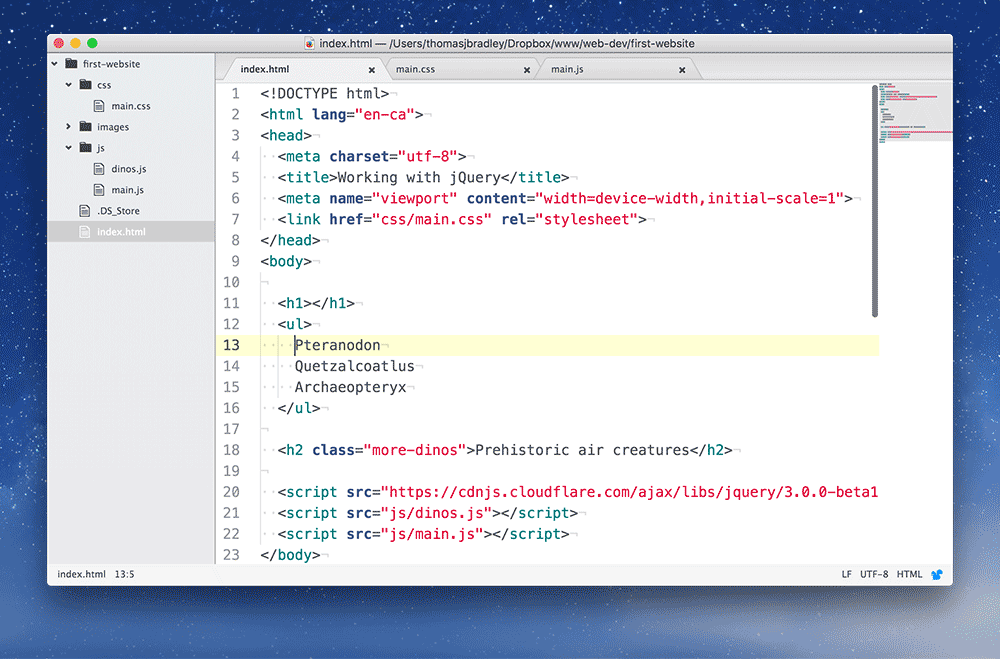 index.html — /Users/thomasjbradley/Dropbox/www/web-dev/first-website
first-website
css
main.css
images
js
dinos.js
main.js
.DS_Store
index.html
index.html
main.css
main.js
1 <!DOCTYPE html>
2 <html lang="en-ca">
3 <head>
4 <meta charset="utf-8">
5 <title>Working with jQuery</title>
6 <meta name="viewport" content="width=device-width,initial-scale=1">
7 <link href="css/main.css" rel="stylesheet">
8 </head>
9 <body>
10
11 <h1></h1>
12 <ul>
13 Pteranodon
14 Quetzalcoatlus
15 Archaeopteryx
16 </ul>
17
18 <h2 class="more-dinos">Prehistoric air creatures</h2>
19
20 <script src="https://cdnjs.cloudflare.com/ajax/libs/jquery/3.0.0-beta1
21 <script src="js/dinos.js"></script>
22 <script src="js/main.js"></script>
23 </body>
index.html 13:5
LF UTF-8 HTML